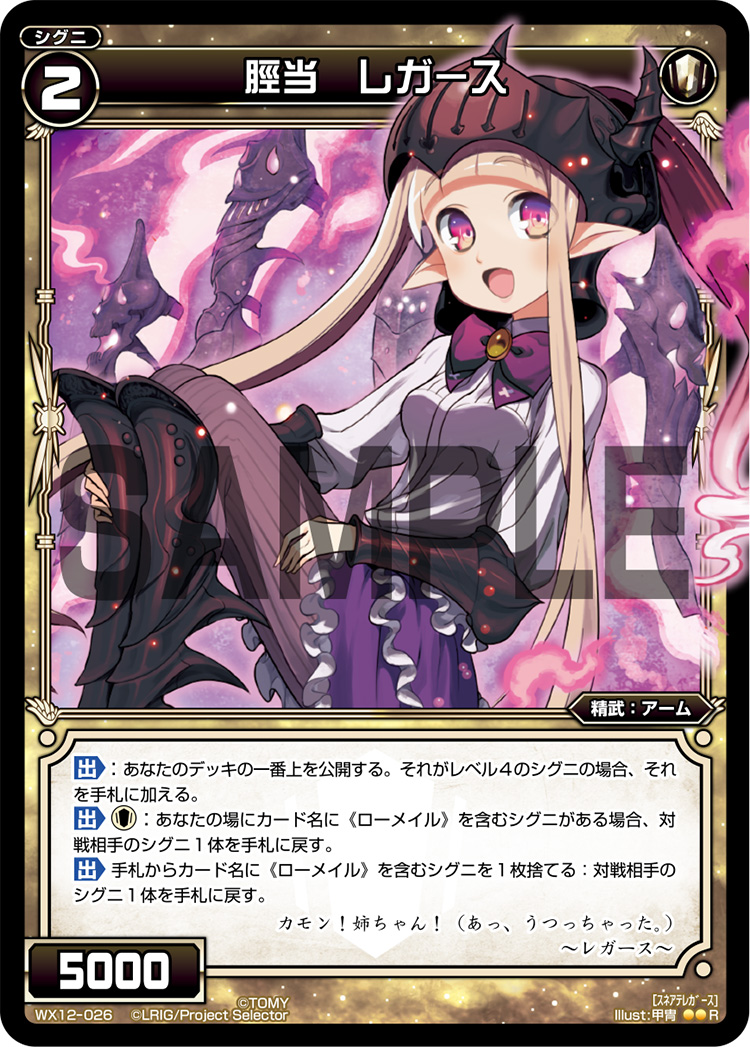 シグニ
2
脛当　レガース
SAMPLE
精武：アーム
出：あなたのデッキの一番上を公開する。それがレベル４のシグニの場合、それ
を手札に加える。
出：あなたの場にカード名に《ローメイル》を含むシグニがある場合、対
戦相手のシグニ１体を手札に戻す。
出 手札からカード名に《ローメイル》を含むシグニを１枚捨てる：対戦相手の
シグニ１体を手札に戻す。
カモン！姉ちゃん！（あっ、うつっちゃった。）
～レガース～
5000
[ｽﾈｱﾃﾚｶﾞｰｽ]
WX12-026 ©LRIG/Project Selector
©TOMY
Illust:甲冑 R